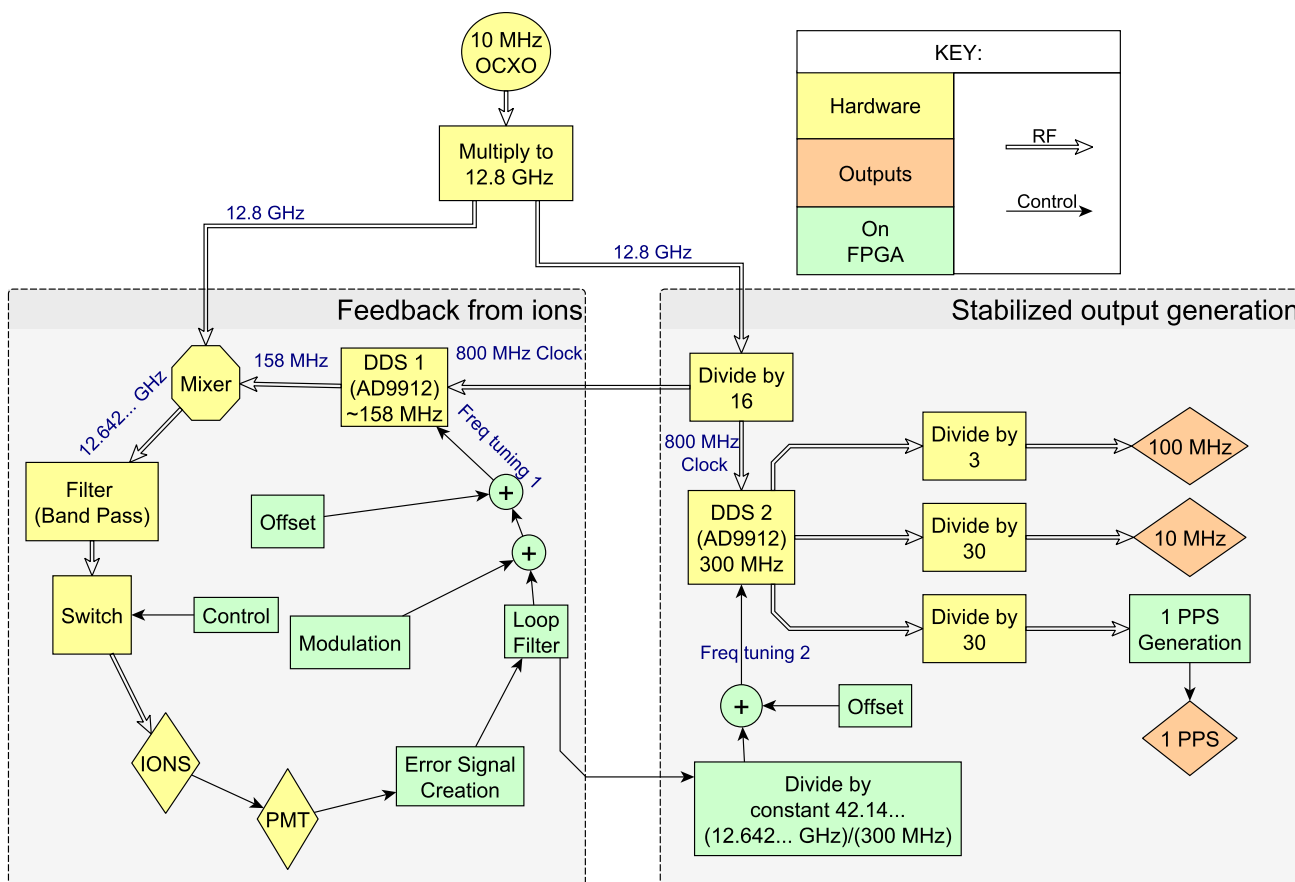 10 MHz
OCXO
Multiply to
12.8 GHz
12.8 GHz
12.8 GHz
KEY:
Hardware
Outputs
On
FPGA
RF
Control
Feedback from ions
Mixer
158 MHz
DDS 1
(AD9912)
~158 MHz
800 MHz Clock
12.642... GHz
Freq tuning 1
Filter
(Band Pass)
Offset
+
+
Switch
Control
Modulation
Loop
Filter
IONS
PMT
Error Signal
Creation
Stabilized output generation
Divide by
16
800 MHz
Clock
DDS 2
(AD9912)
300 MHz
Divide by
3
100 MHz
Divide by
30
10 MHz
Divide by
30
1 PPS
Generation
1 PPS
Freq tuning 2
+
Offset
Divide by
constant 42.14...
(12.642... GHz)/(300 MHz)